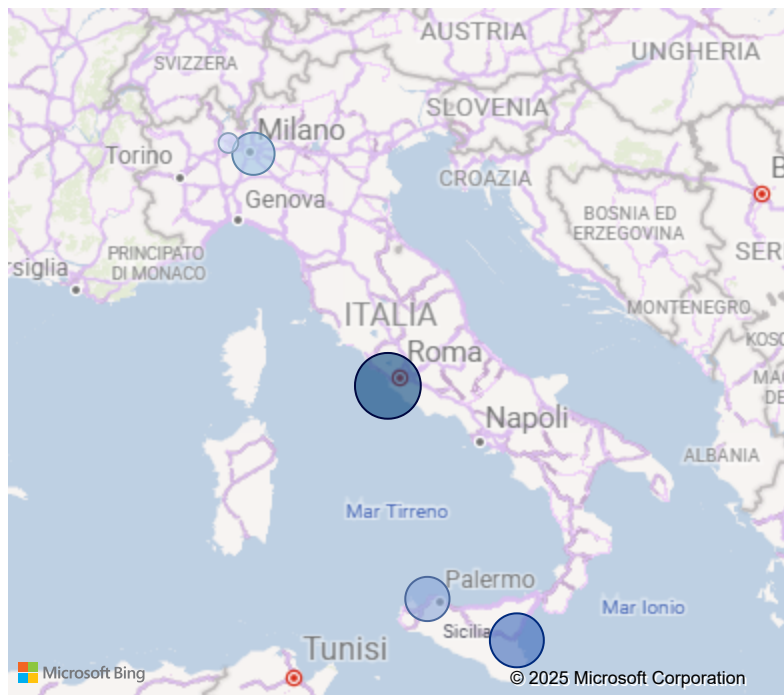 AUSTRIA
UNGHERIA
SVIZZERA
SLOVENIA
Milano
Torino
CROAZIA
B
Genova
BOSNIA ED
ERZEGOVINA
PRINCIPATO
DI MONACO
SER
rsiglia
MONTENEGRO
ITALIA
KOSO
Roma
MA
DE
Napoli
ALBANIA
Mar Tirreno
Palermo
Mar Ionio
Sicilia
Tunisi
Microsoft Bing
© 2025 Microsoft Corporation